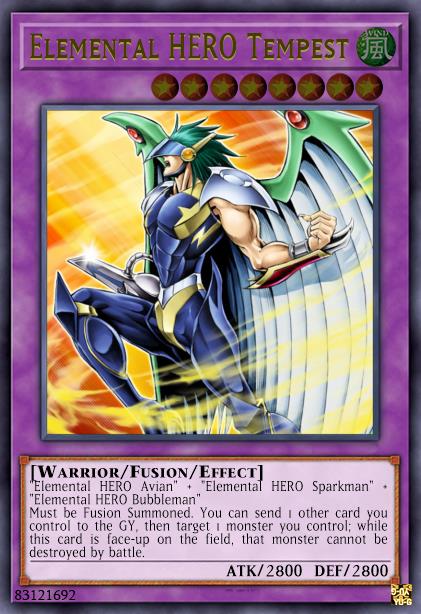 ELEMENTAL HERO TEMPEST
WIND
風
[WARRIOR/FUSION/EFFECT]
"Elemental HERO Avian" + "Elemental HERO Sparkman" +
"Elemental HERO Bubbleman"
Must be Fusion Summoned. You can send 1 other card you
control to the GY, then target 1 monster you control; while
this card is face-up on the field, that monster cannot be
destroyed by battle.
ATK/2800 DEF/2800
83121692